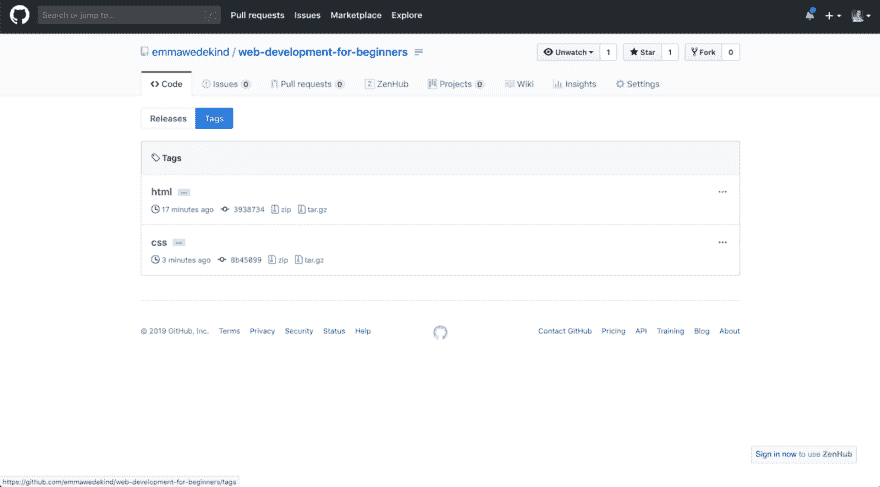 Search or jump to... / Pull requests Issues Marketplace Explore
emmawedekind / web-development-for-beginners Unwatch 1 Star 1 Fork 0
Code Issues 0 Pull requests 0 ZenHub Projects 0 Wiki Insights Settings
Releases Tags
Tags
html ...
17 minutes ago 3938734 zip tar.gz
css ...
3 minutes ago 8b45099 zip tar.gz
© 2019 GitHub, Inc. Terms Privacy Security Status Help Contact GitHub Pricing API Training Blog About
Sign in now to use ZenHub
https://github.com/emmawedekind/web-development-for-beginners/tags